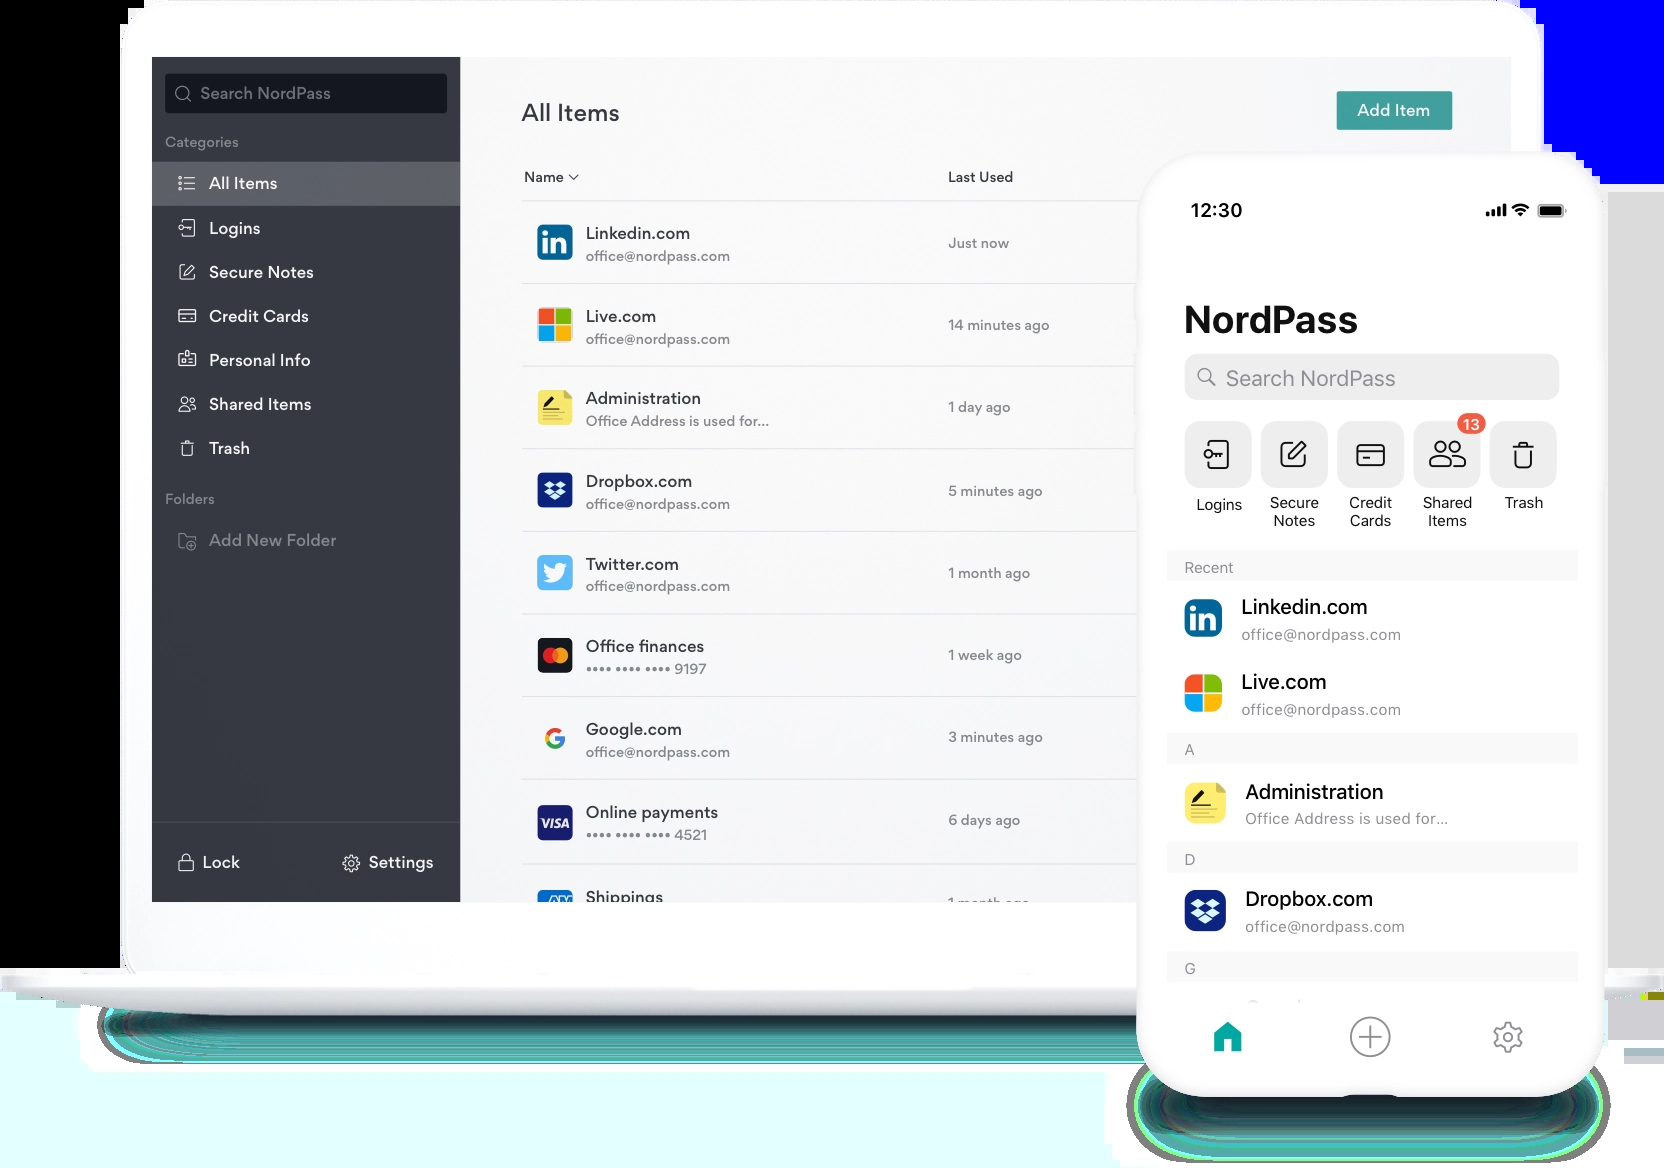 Search NordPass
Categories
All Items
Logins
Secure Notes
Credit Cards
Personal Info
Shared Items
Trash
Folders
Add New Folder
Lock
Settings
All Items
Add Item
Name
Last Used
in
Linkedin.com
office@nordpass.com
Just now
Live.com
office@nordpass.com
14 minutes ago
Administration
Office Address is used for...
1 day ago
Dropbox.com
office@nordpass.com
5 minutes ago
Twitter.com
office@nordpass.com
1 month ago
Office finances
•••• •••• •••• 9197
1 week ago
G
Google.com
office@nordpass.com
3 minutes ago
VISA
Online payments
•••• •••• •••• 4521
6 days ago
Shippings
1 month ago
12:30
NordPass
Search NordPass
13
Logins
Secure
Notes
Credit
Cards
Shared
Items
Trash
Recent
in
Linkedin.com
office@nordpass.com
Live.com
office@nordpass.com
A
Administration
Office Address is used for...
D
Dropbox.com
office@nordpass.com
G